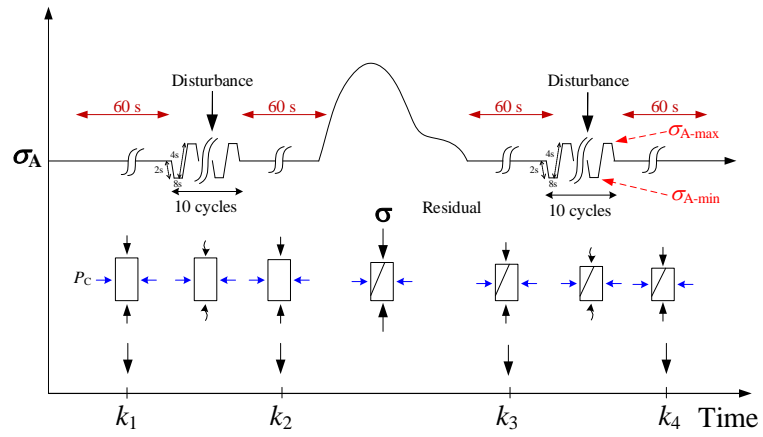 Disturbance
Disturbance
60 s
60 s
60 s
60 s
σA-max
4s
4s
σA
2s
2s
8s
8s
σA-min
10 cycles
10 cycles
σ
Residual
PC
k1
k2
k3
k4
Time